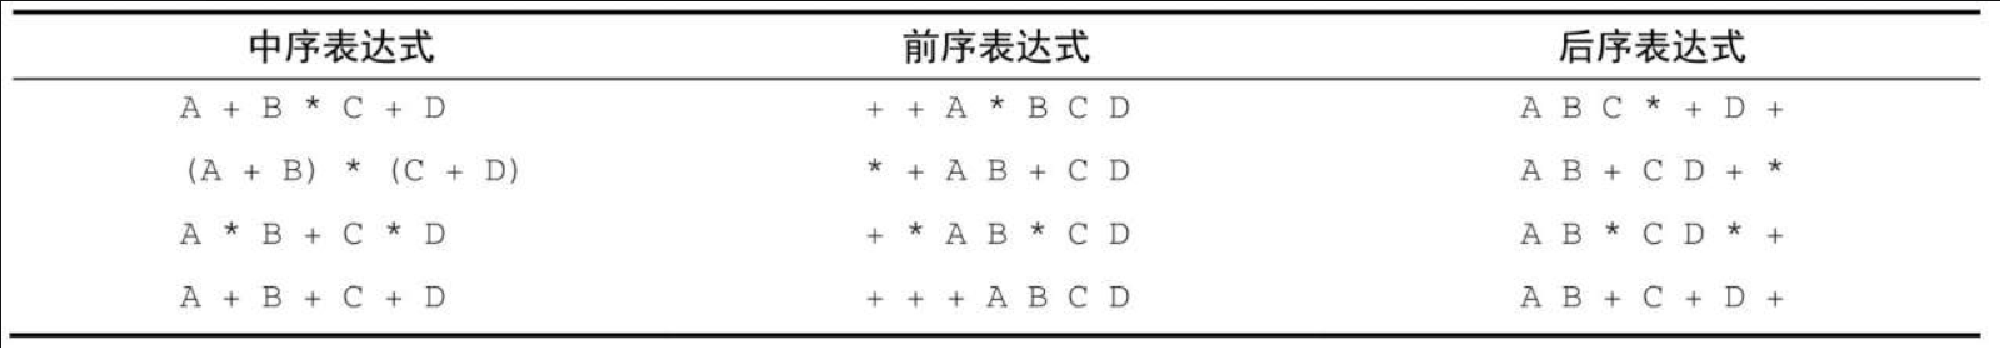 中序表达式 前序表达式 后序表达式
A + B * C + D + + A * B C D A B C * + D +
(A + B) * (C + D) * + A B + C D A B + C D + *
A * B + C * D + * A B * C D A B * C D * +
A + B + C + D + + + A B C D A B + C + D +